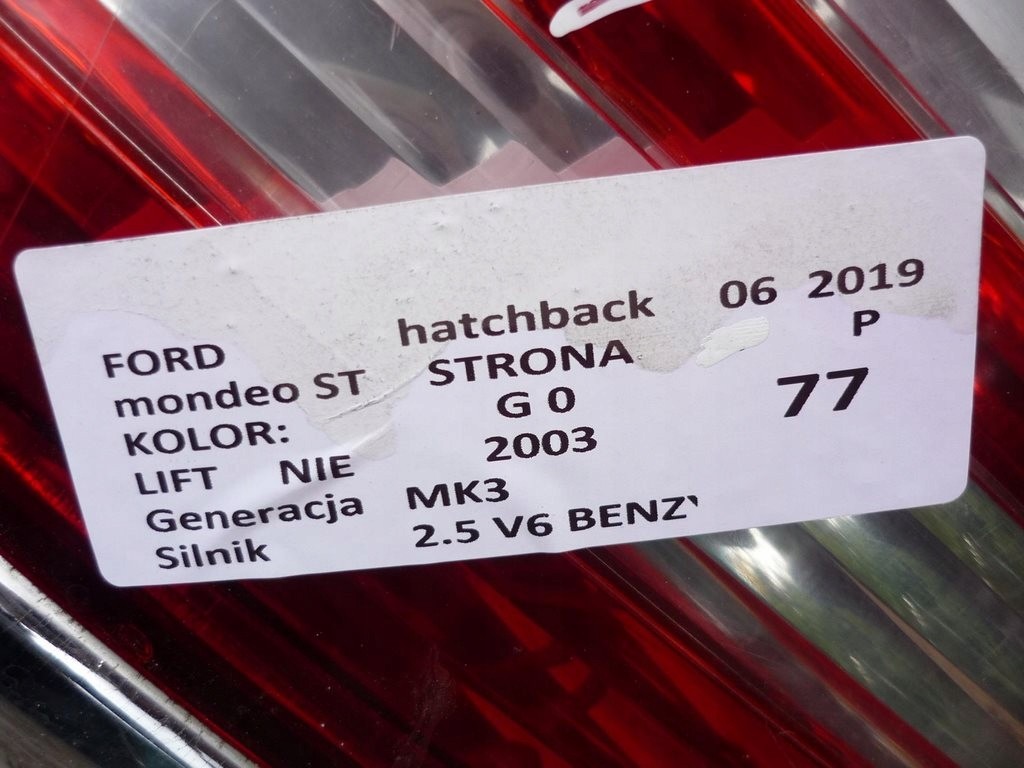 FORD hatchback 06 2019
mondeo ST STRONA P
KOLOR: G 0 77
LIFT NIE 2003
Generacja MK3
Silnik 2.5 V6 BENZY